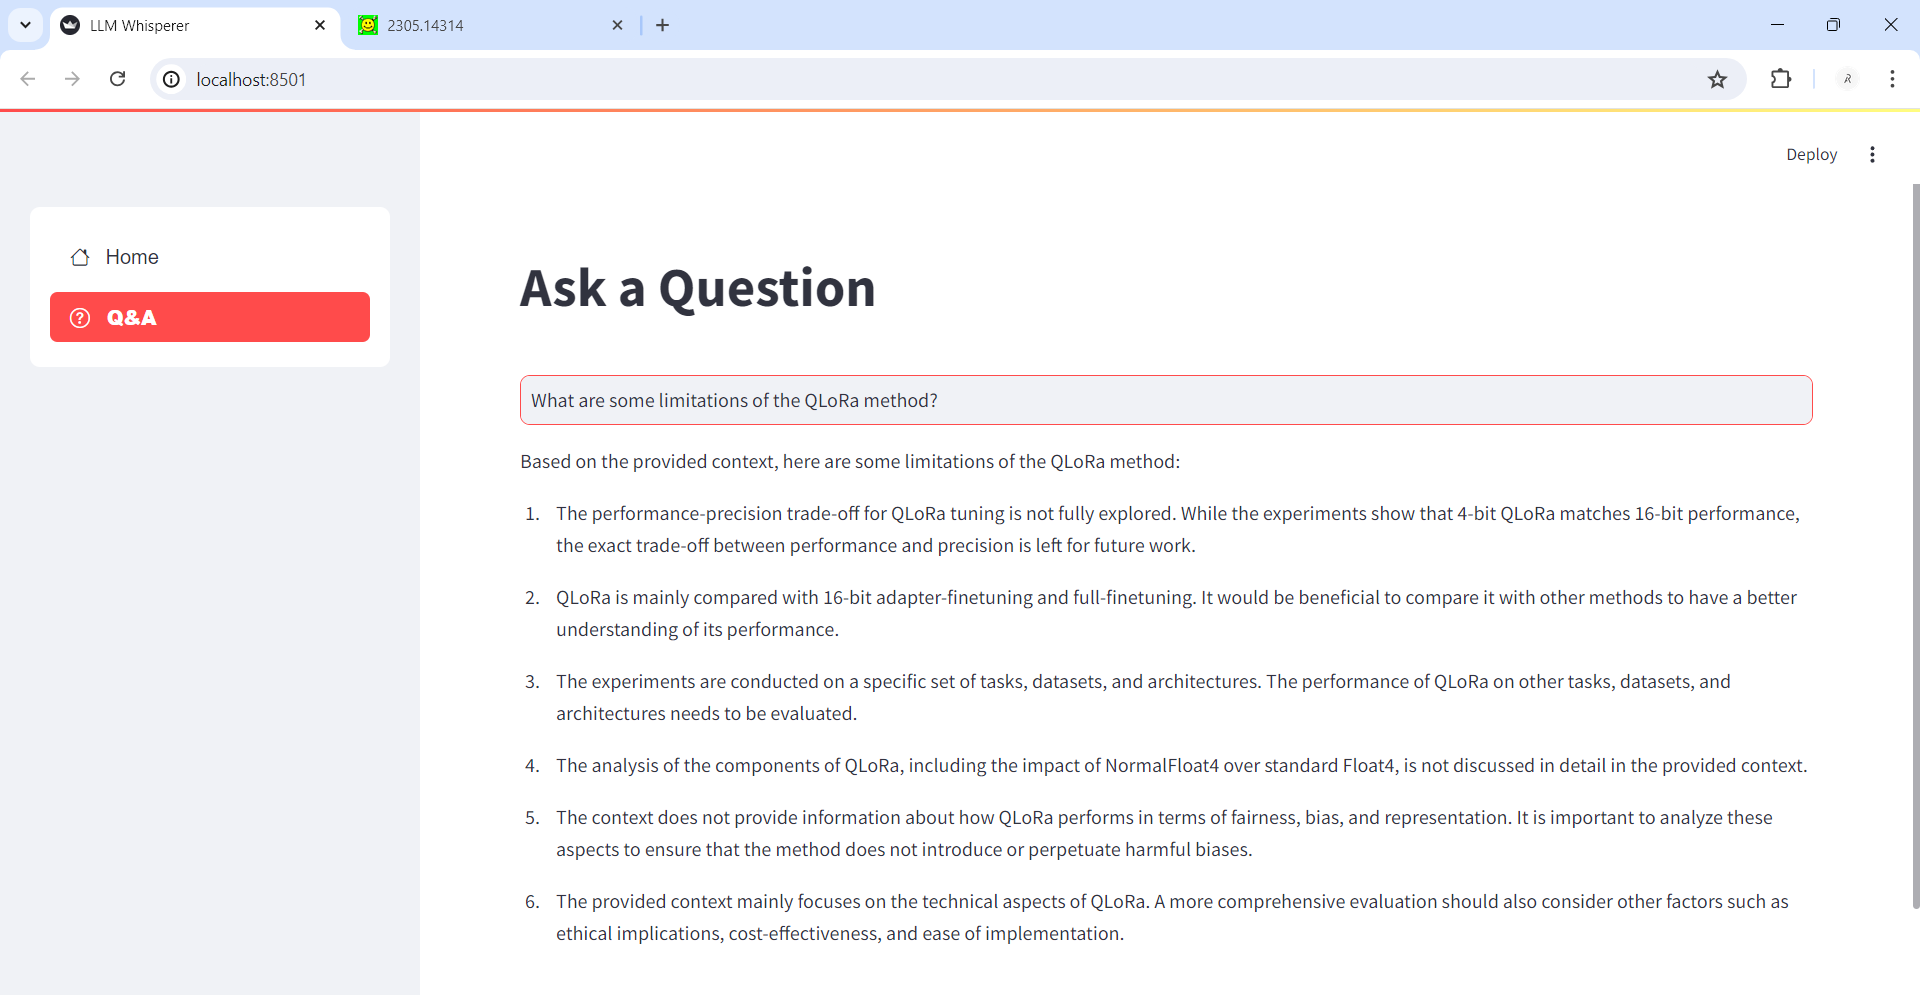 LLM Whisperer
2305.14314
localhost:8501
Deploy
Home
Q&A
Ask a Question
What are some limitations of the QLoRa method?
Based on the provided context, here are some limitations of the QLoRa method:
1. The performance-precision trade-off for QLoRa tuning is not fully explored. While the experiments show that 4-bit QLoRa matches 16-bit performance,
the exact trade-off between performance and precision is left for future work.
2. QLoRa is mainly compared with 16-bit adapter-finetuning and full-finetuning. It would be beneficial to compare it with other methods to have a better
understanding of its performance.
3. The experiments are conducted on a specific set of tasks, datasets, and architectures. The performance of QLoRa on other tasks, datasets, and
architectures needs to be evaluated.
4. The analysis of the components of QLoRa, including the impact of NormalFloat4 over standard Float4, is not discussed in detail in the provided context.
5. The context does not provide information about how QLoRa performs in terms of fairness, bias, and representation. It is important to analyze these
aspects to ensure that the method does not introduce or perpetuate harmful biases.
6. The provided context mainly focuses on the technical aspects of QLoRa. A more comprehensive evaluation should also consider other factors such as
ethical implications, cost-effectiveness, and ease of implementation.